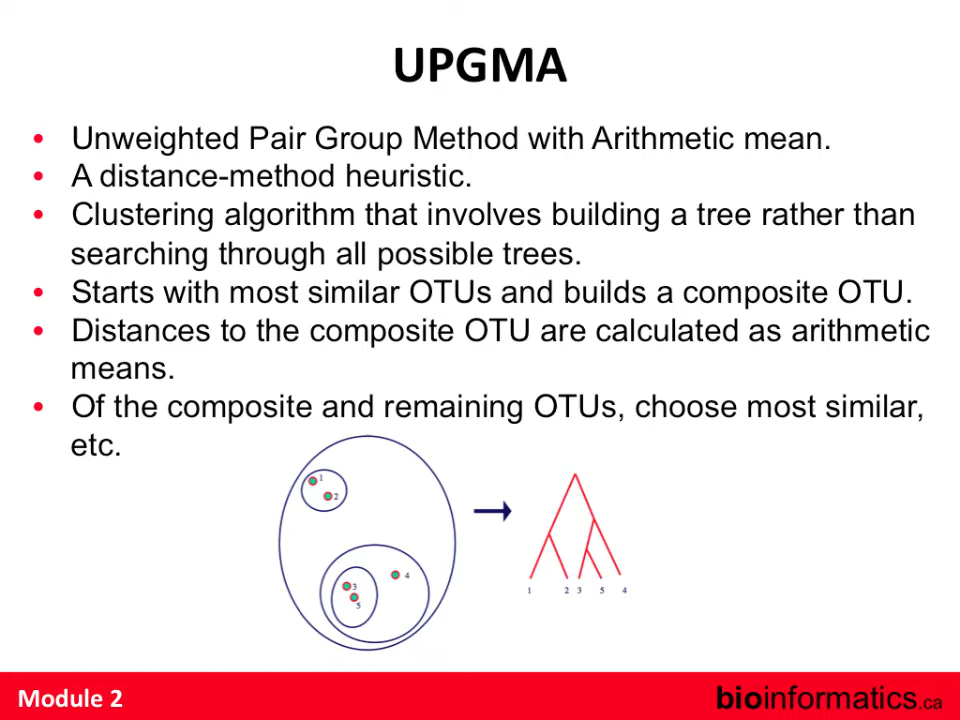 UPGMA
• Unweighted Pair Group Method with Arithmetic mean.
• A distance-method heuristic.
• Clustering algorithm that involves building a tree rather than
searching through all possible trees.
• Starts with most similar OTUs and builds a composite OTU.
• Distances to the composite OTU are calculated as arithmetic
means.
• Of the composite and remaining OTUs, choose most similar,
etc.
1
2
4
3
5
1 2 3 5 4
Module 2
bioinformatics.ca